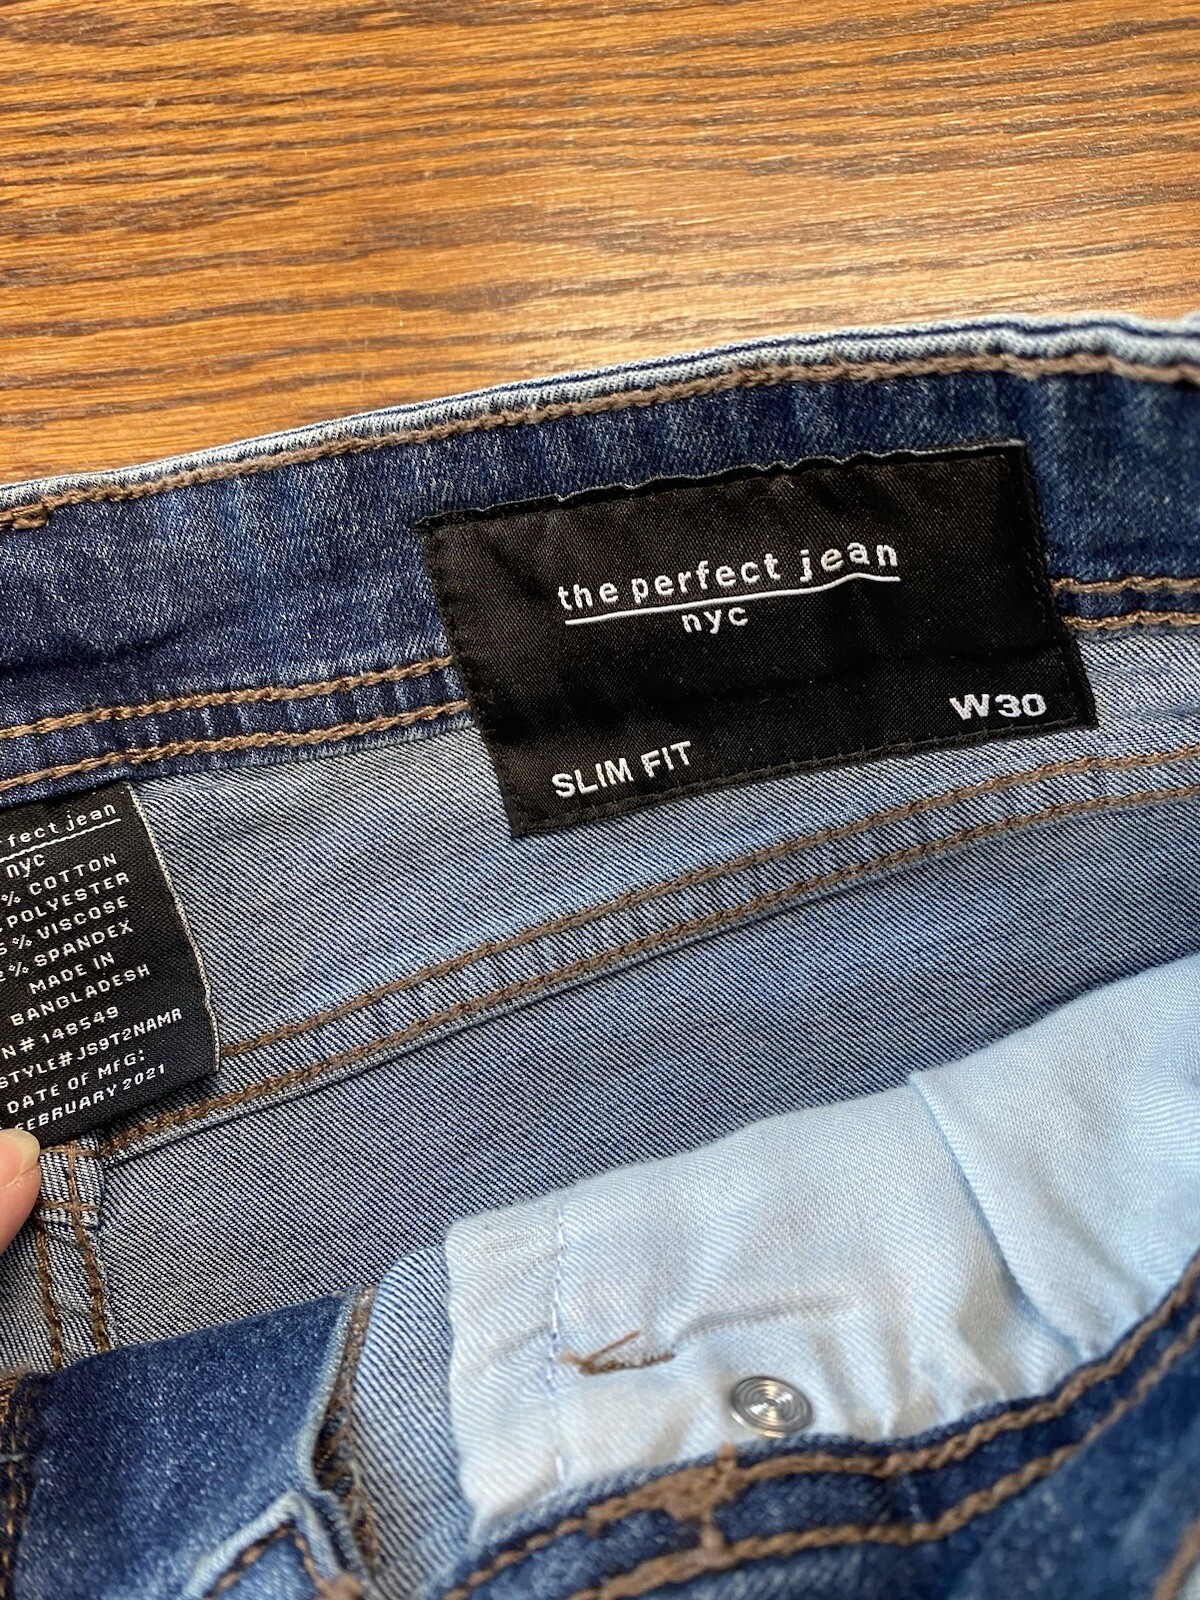 the perfect jean
nyc
W30
SLIM FIT
fect jean
nyc
% COTTON
POLYESTER
% VISCOSE
% SPANDEX
MADE IN
BANGLADESH
N# 148549
STYLE# JS9T2NAMR
DATE OF MFG:
FEBRUARY 2021